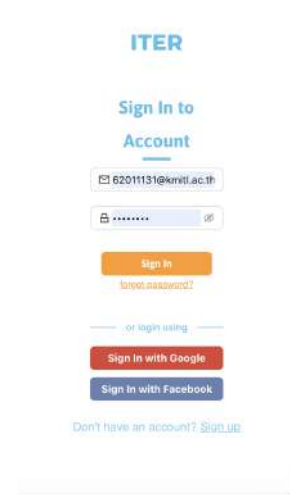 ITER
Sign In to
Account
62011131@kmitl.ac.th
••••••••
Sign In
forgot password?
or login using
Sign In with Google
Sign In with Facebook
Don't have an account? Sign up